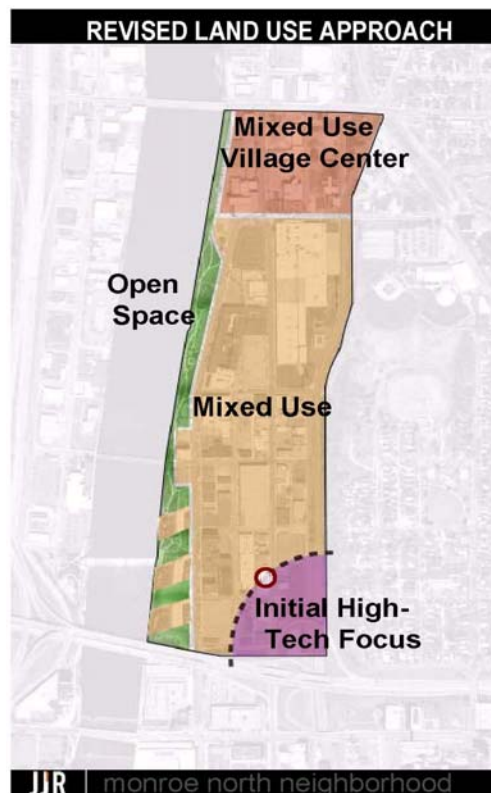 REVISED LAND USE APPROACH
Mixed Use
Village Center
Open
Space
Mixed Use
Initial High-
Tech Focus
JJR | monroe north neighborhood